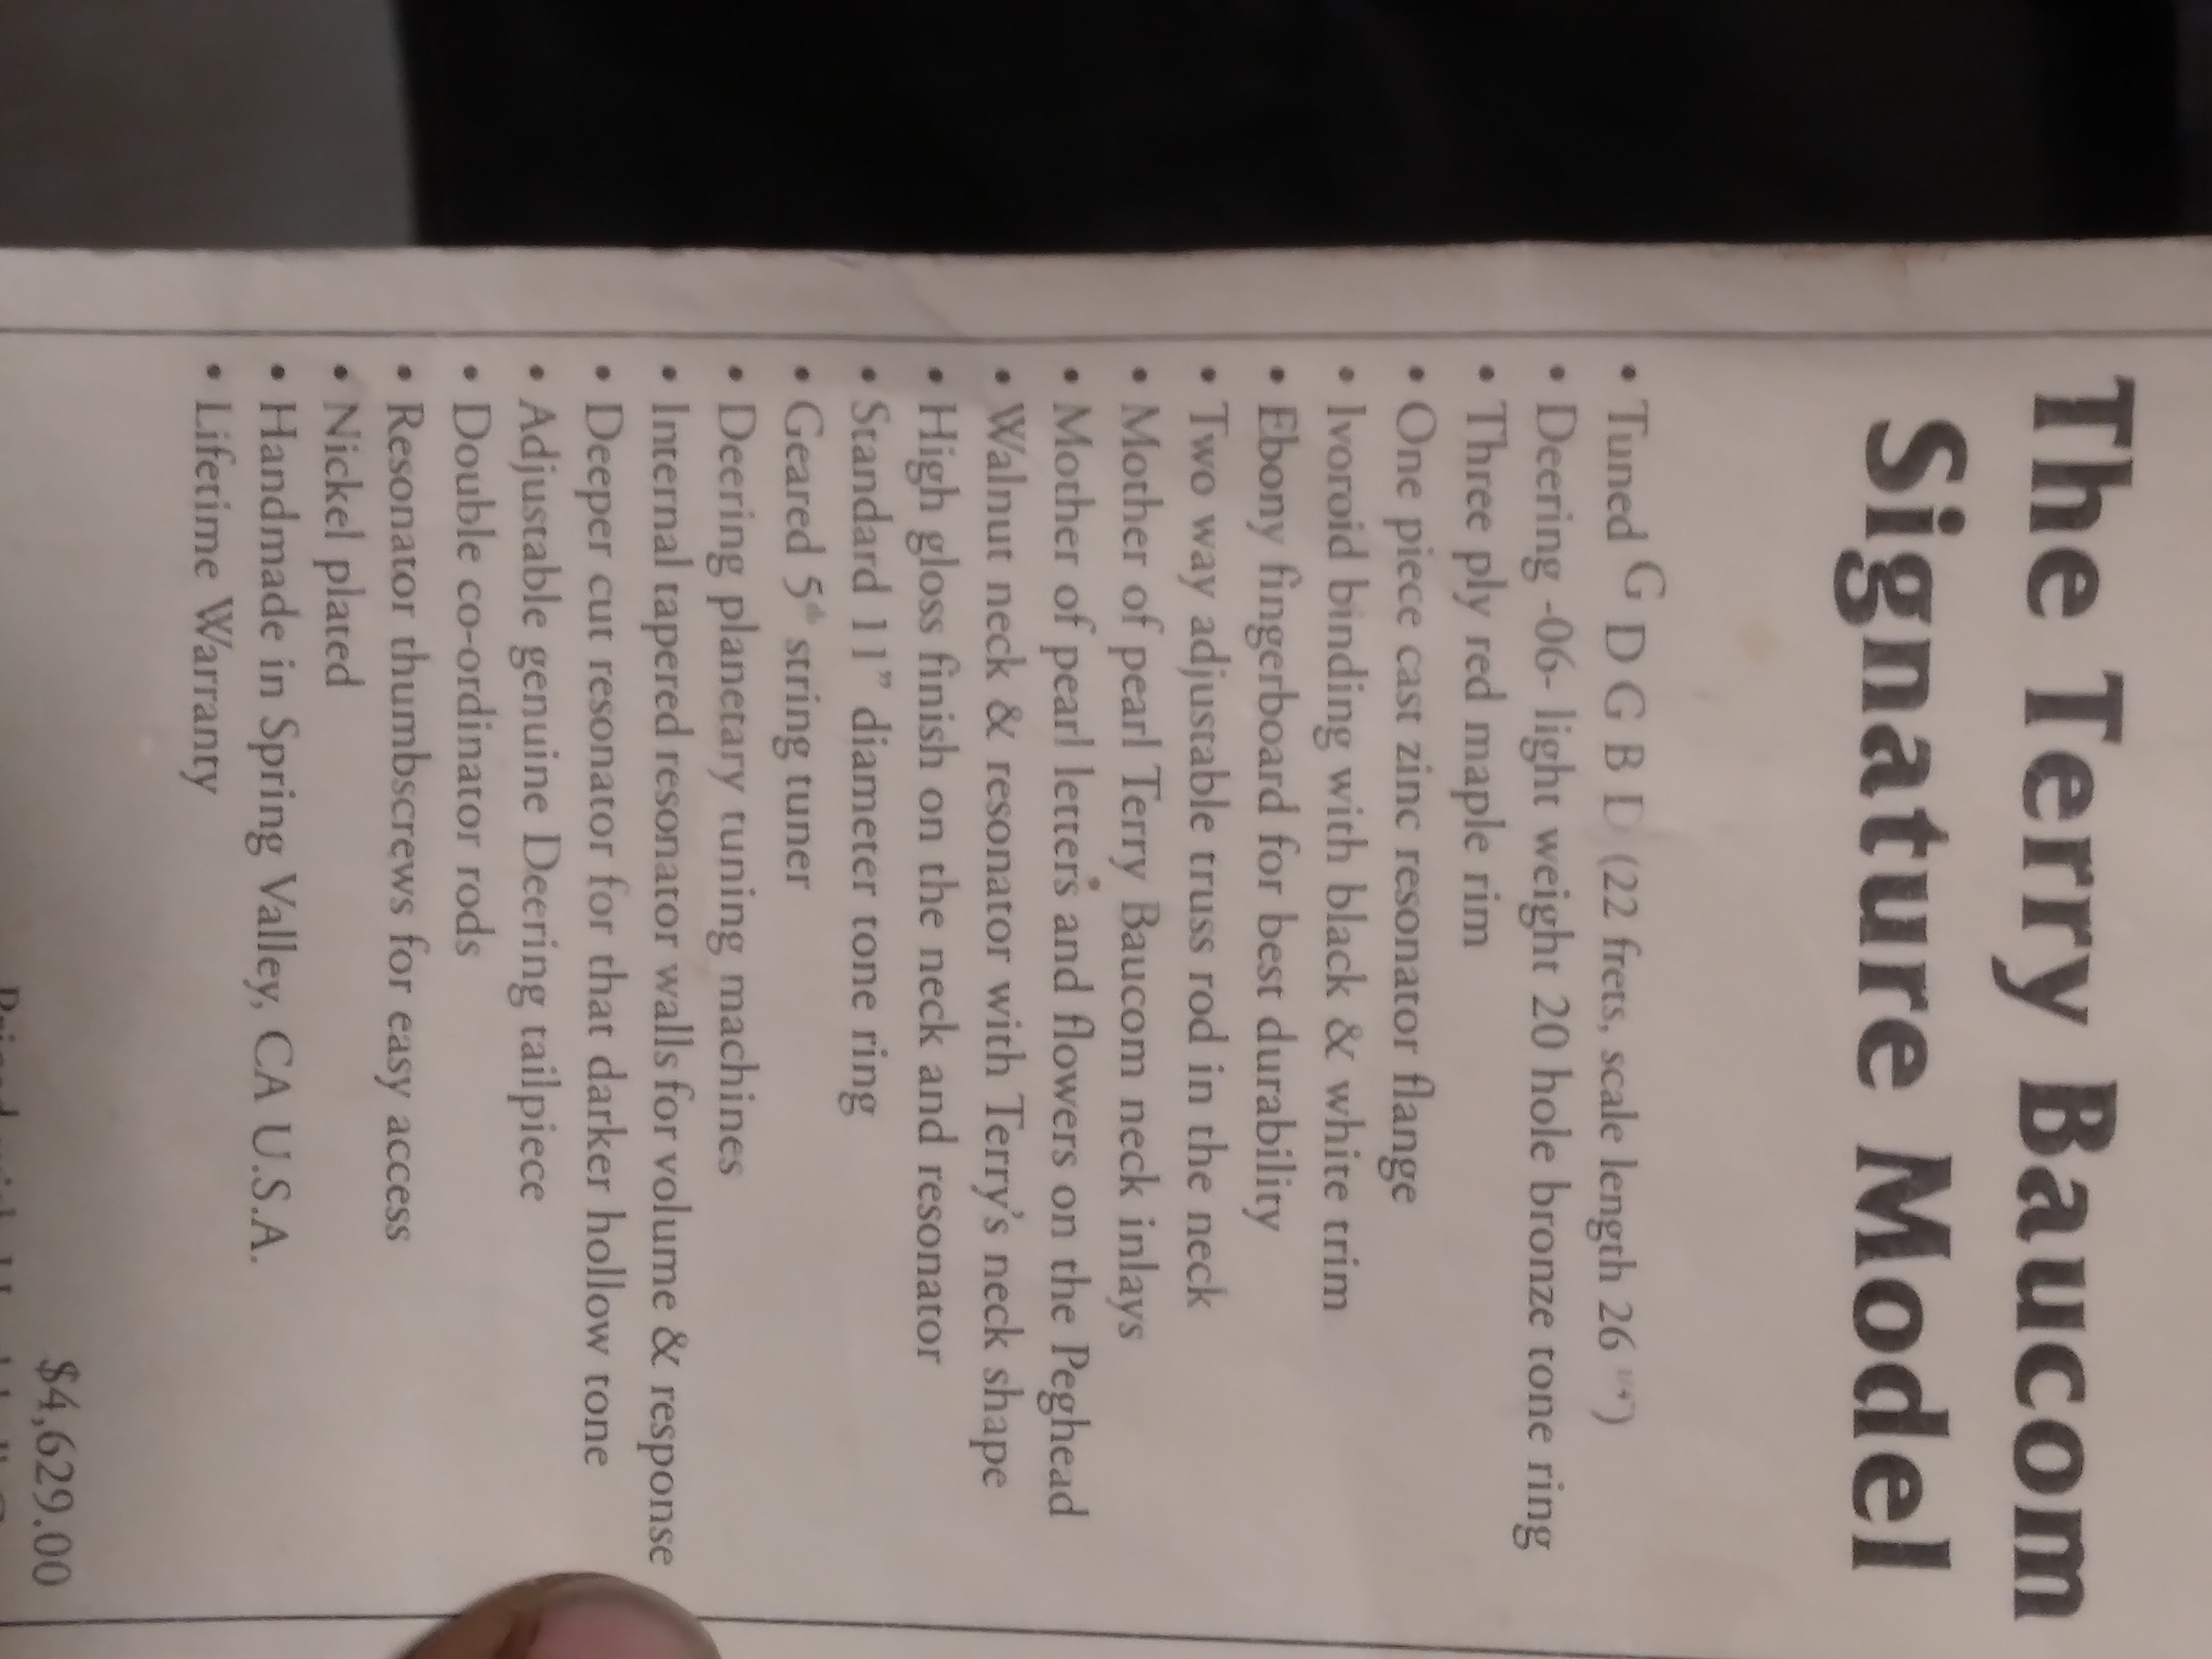 The Terry Baucom
Signature Model
• Tuned G D G B D (22 frets, scale length 26 1/4")
• Deering -06- light weight 20 hole bronze tone ring
• Three ply red maple rim
• One piece cast zinc resonator flange
• Ivoroid binding with black & white trim
• Ebony fingerboard for best durability
• Two way adjustable truss rod in the neck
• Mother of pearl Terry Baucom neck inlays
• Mother of pearl letters and flowers on the Peghead
• Walnut neck & resonator with Terry's neck shape
• High gloss finish on the neck and resonator
• Standard 11" diameter tone ring
• Geared 5th string tuner
• Deering planetary tuning machines
• Internal tapered resonator walls for volume & response
• Deeper cut resonator for that darker hollow tone
• Adjustable genuine Deering tailpiece
• Double co-ordinator rods
• Resonator thumbscrews for easy access
• Nickel plated
• Handmade in Spring Valley, CA U.S.A.
• Lifetime Warranty
$4,629.00